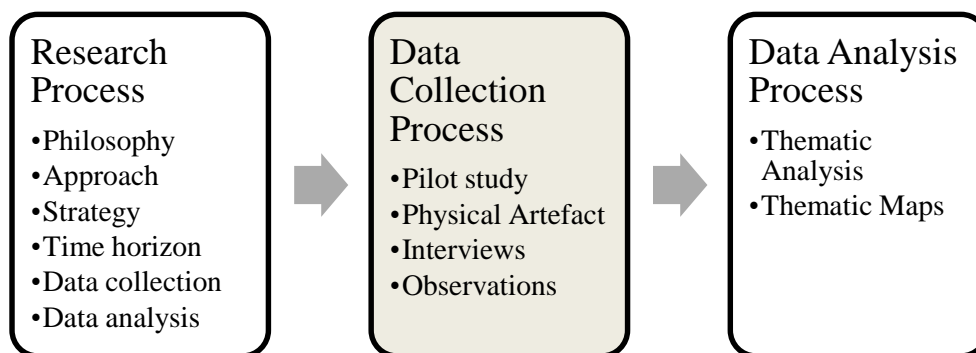 Research
Process
•Philosophy
•Approach
•Strategy
•Time horizon
•Data collection
•Data analysis
Data
Collection
Process
•Pilot study
•Physical Artefact
•Interviews
•Observations
Data Analysis
Process
•Thematic
Analysis
•Thematic Maps